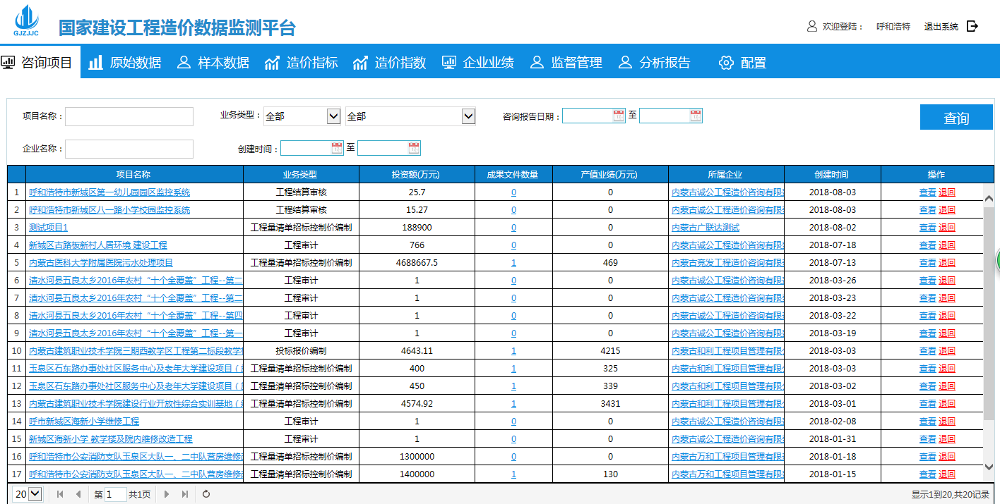 GJZJJC
国家建设工程造价数据监测平台
欢迎登陆： 呼和浩特 退出系统
咨询项目 原始数据 样本数据 造价指标 造价指数 企业业绩 监督管理 分析报告 配置
项目名称： 业务类型： 全部 全部 咨询报告日期： 至 查询
企业名称： 创建时间： 至
项目名称 业务类型 投资额(万元) 成果文件数量 产值业绩(万元) 所属企业 创建时间 操作
1 呼和浩特市新城区第一幼儿园园区监控系统 工程结算审核 25.7 0 0 内蒙古诚公工程造价咨询有限 2018-08-03 查看 退回
2 呼和浩特市新城区八一路小学校园监控系统 工程结算审核 15.27 0 0 内蒙古诚公工程造价咨询有限 2018-08-03 查看 退回
3 测试项目1 工程量清单招标控制价编制 188900 0 0 内蒙古广联达测试 2018-08-02 查看 退回
4 新城区古路板新村人居环境 建设工程 工程审计 766 0 0 内蒙古诚公工程造价咨询有限 2018-07-18 查看 退回
5 内蒙古医科大学附属医院污水处理项目 工程量清单招标控制价编制 4688667.5 1 469 内蒙古竞发工程造价咨询有限 2018-07-13 查看 退回
6 清水河县五良太乡2016年农村“十个全覆盖”工程--第二 工程审计 1 0 0 内蒙古诚公工程造价咨询有限 2018-03-26 查看 退回
7 清水河县五良太乡2016年农村“十个全覆盖”工程--第二 工程审计 1 0 0 内蒙古诚公工程造价咨询有限 2018-03-23 查看 退回
8 清水河县五良太乡2016年农村“十个全覆盖”工程--第四 工程审计 1 0 0 内蒙古诚公工程造价咨询有限 2018-03-22 查看 退回
9 清水河县五良太乡2016年农村“十个全覆盖”工程--第一 工程审计 1 0 0 内蒙古诚公工程造价咨询有限 2018-03-19 查看 退回
10 内蒙古建筑职业技术学院三期西教学区工程第二标段教学 投标报价编制 4643.11 1 4215 内蒙古和利工程项目管理有限 2018-03-03 查看 退回
11 玉泉区石东路办事处社区服务中心及老年大学建设项目（ 工程量清单招标控制价编制 400 1 325 内蒙古和利工程项目管理有限 2018-03-03 查看 退回
12 玉泉区石东路办事处社区服务中心及老年大学建设项目（ 工程量清单招标控制价编制 450 1 339 内蒙古和利工程项目管理有限 2018-03-02 查看 退回
13 内蒙古建筑职业技术学院建设行业开放性综合实训基地（ 工程量清单招标控制价编制 4574.92 1 3431 内蒙古和利工程项目管理有限 2018-03-01 查看 退回
14 呼市新城区海新小学维修工程 工程审计 1 0 0 内蒙古诚公工程造价咨询有限 2018-02-08 查看 退回
15 新城区海新小学 教学楼及院内维修改造工程 工程审计 1 0 0 内蒙古诚公工程造价咨询有限 2018-01-31 查看 退回
16 呼和浩特市公安消防支队玉泉区大队一、二中队营房维修 工程量清单招标控制价编制 1300000 0 0 内蒙古万和工程项目管理有限 2018-01-18 查看 退回
17 呼和浩特市公安消防支队玉泉区大队一、二中队营房维修 工程量清单招标控制价编制 1400000 1 130 内蒙古万和工程项目管理有限 2018-01-15 查看 退回
20 第 1 共1页 显示1到20,共20记录